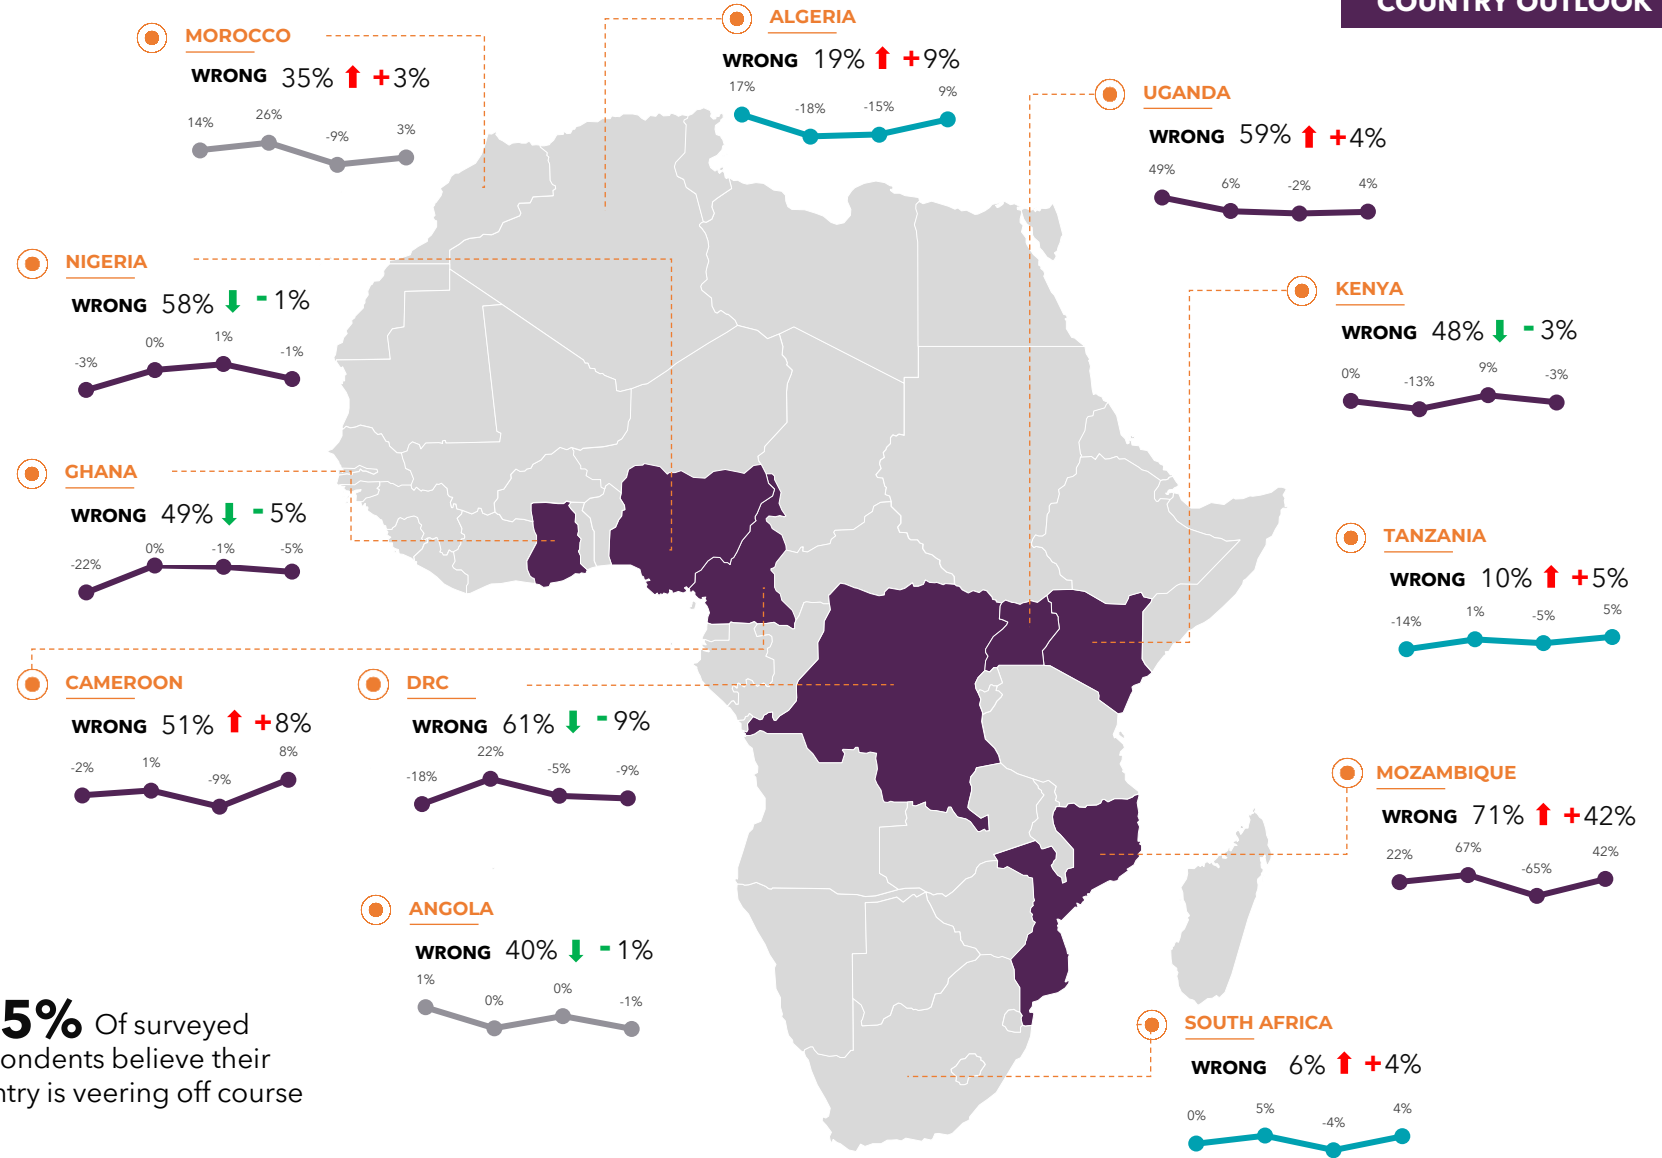 COUNTRY OUTLOOK
MOROCCO
WRONG 35% +3%
14% 26% -9% 3%
ALGERIA
WRONG 19% +9%
17% -18% -15% 9%
UGANDA
WRONG 59% +4%
49% 6% -2% 4%
NIGERIA
WRONG 58% - 1%
-3% 0% 1% -1%
KENYA
WRONG 48% - 3%
0% -13% 9% -3%
GHANA
WRONG 49% - 5%
-22% 0% -1% -5%
TANZANIA
WRONG 10% +5%
-14% 1% -5% 5%
CAMEROON
WRONG 51% +8%
-2% 1% -9% 8%
DRC
WRONG 61% - 9%
-18% 22% -5% -9%
MOZAMBIQUE
WRONG 71% +42%
22% 67% -65% 42%
ANGOLA
WRONG 40% - 1%
1% 0% 0% -1%
SOUTH AFRICA
WRONG 6% +4%
0% 5% -4% 4%
5% Of surveyed
ondents believe their
ntry is veering off course